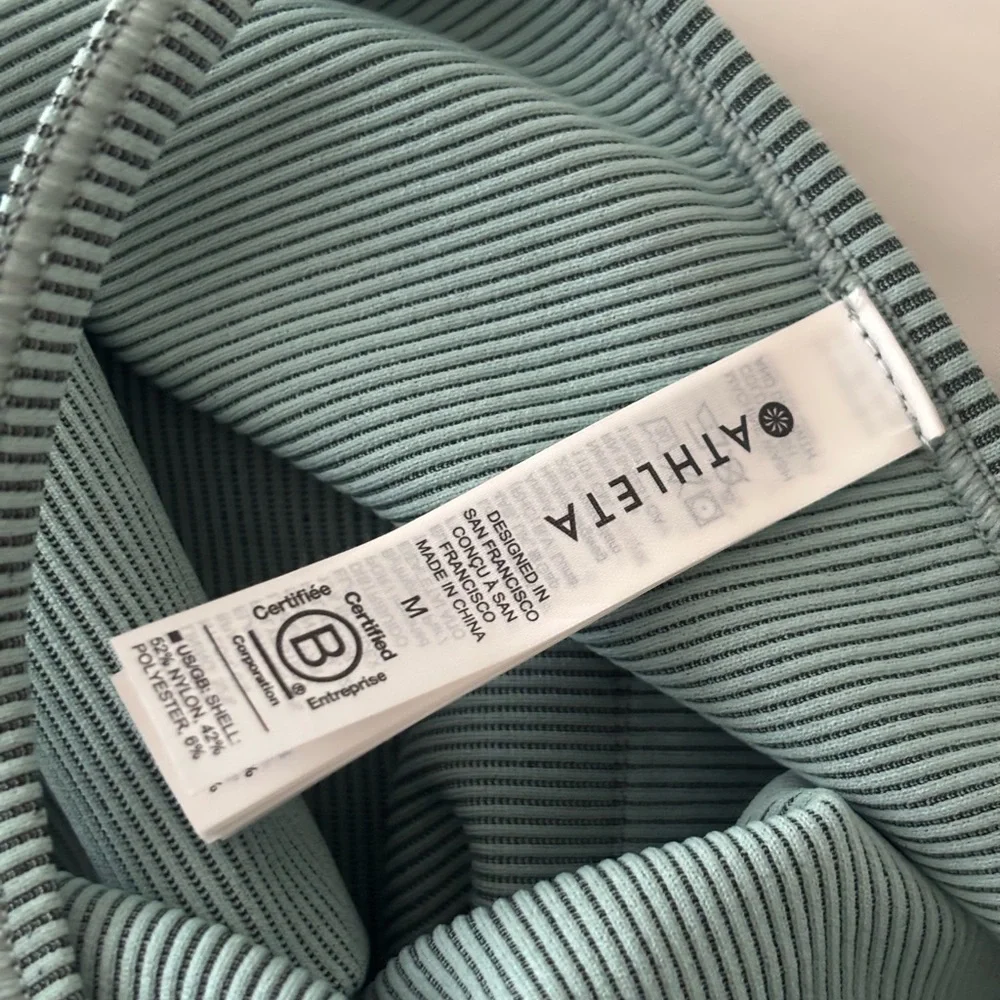 ATHLETA
DESIGNED IN
SAN FRANCISCO
CONÇU À SAN
FRANCISCO
MADE IN CHINA
M
Certified
Certifiée
B
®
Corporation
Entreprise
US/GB: SHELL:
52% NYLON, 42%
POLYESTER, 6%